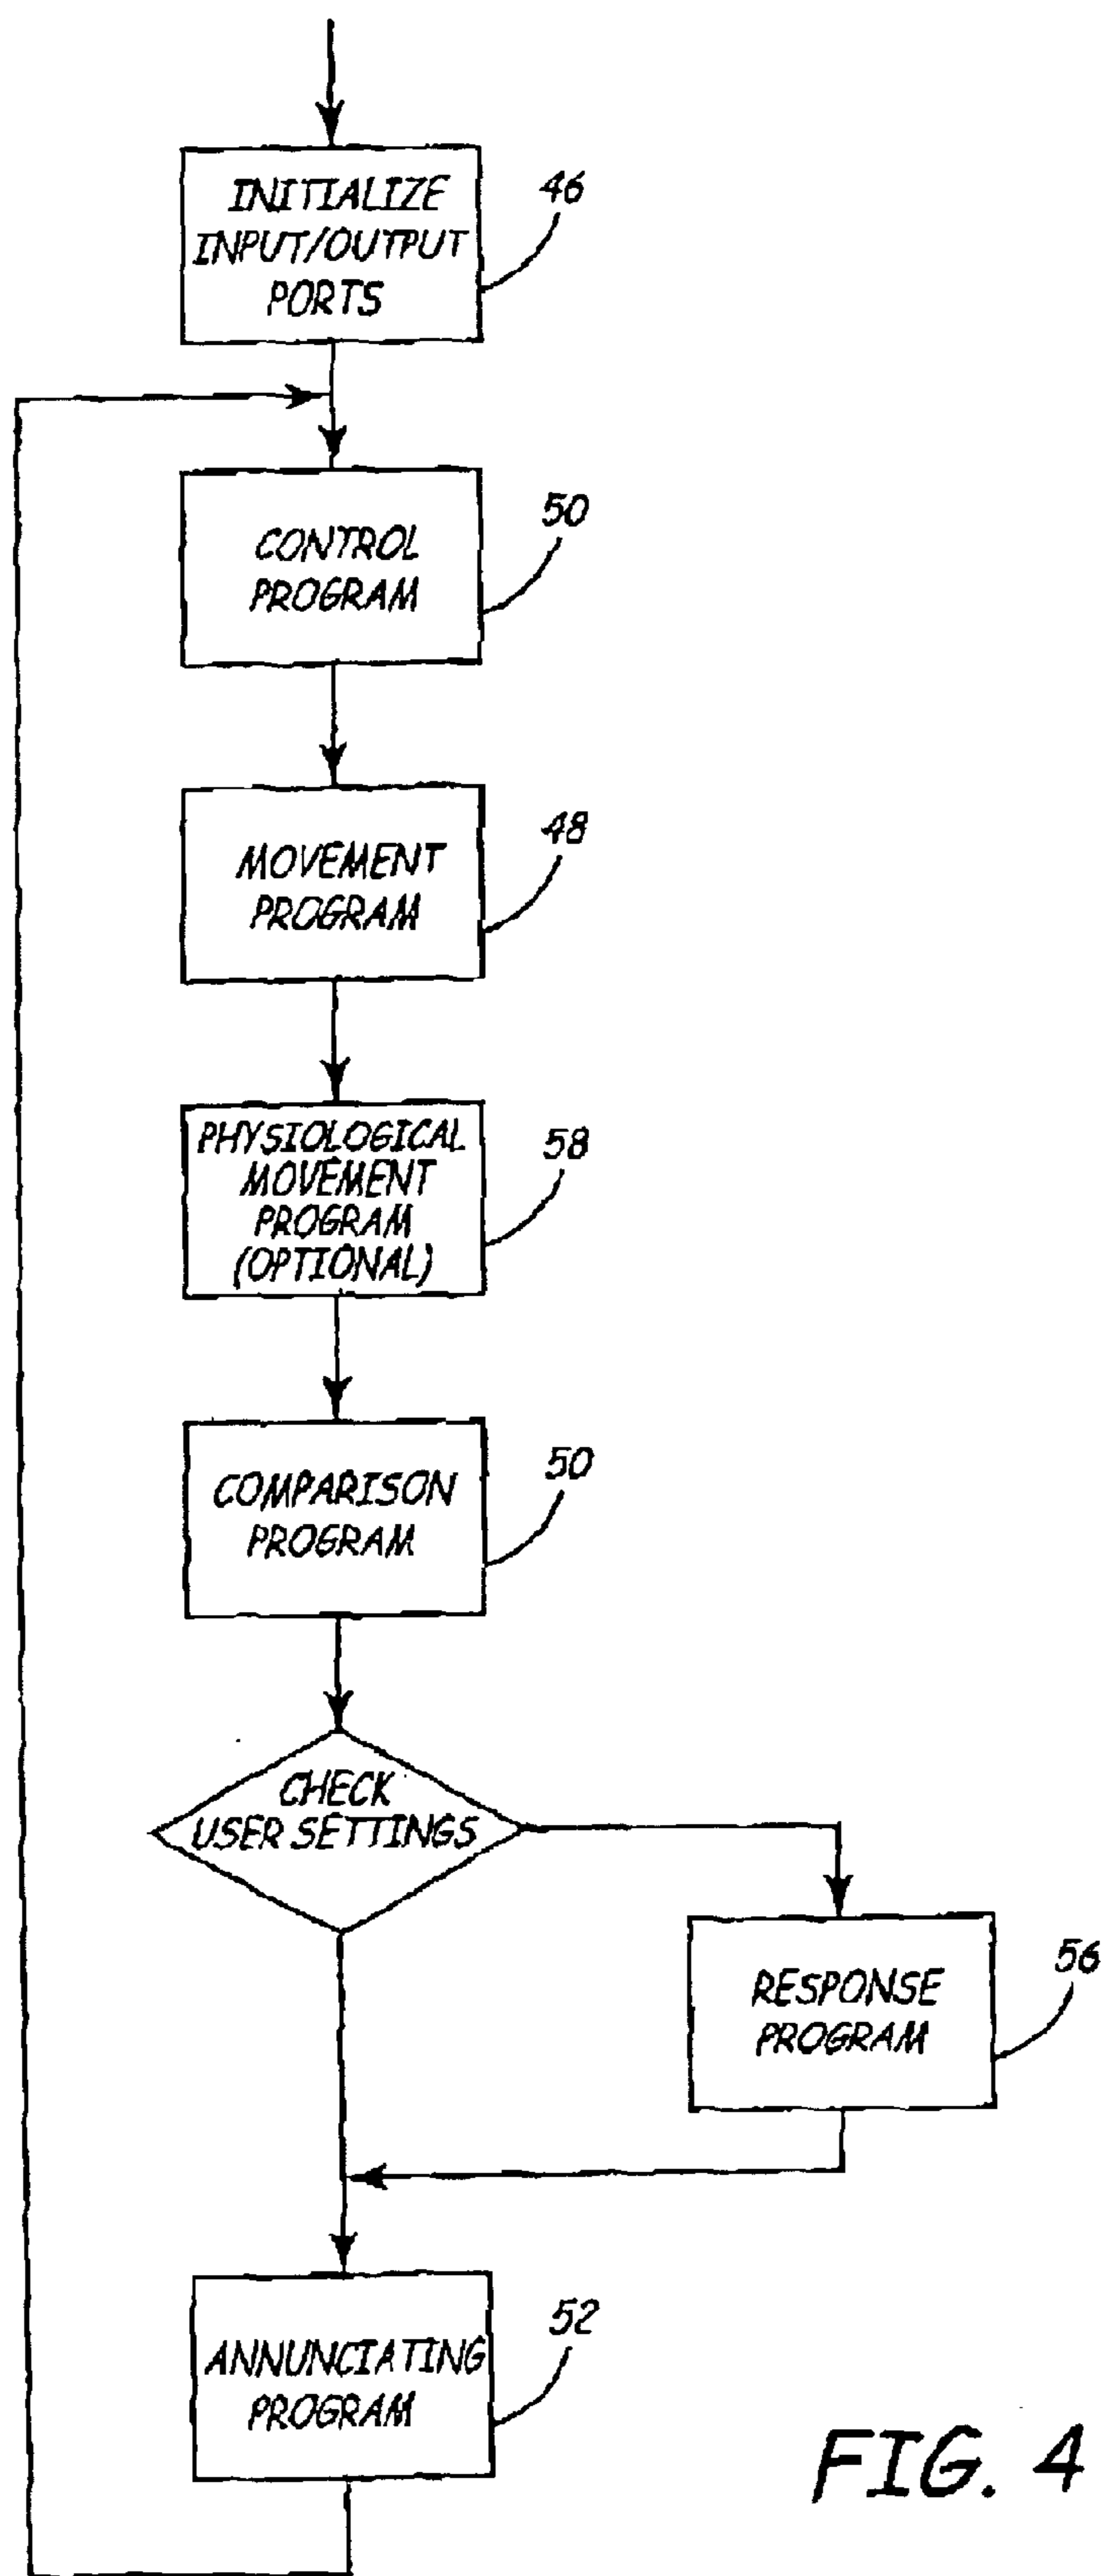 INITIALIZE
INPUT/OUTPUT
PORTS
46
CONTROL
PROGRAM
50
MOVEMENT
PROGRAM
48
PHYSIOLOGICAL
MOVEMENT
PROGRAM
(OPTIONAL)
58
COMPARISON
PROGRAM
50
CHECK
USER SETTINGS
RESPONSE
PROGRAM
56
ANNUNCIATING
PROGRAM
52
FIG. 4